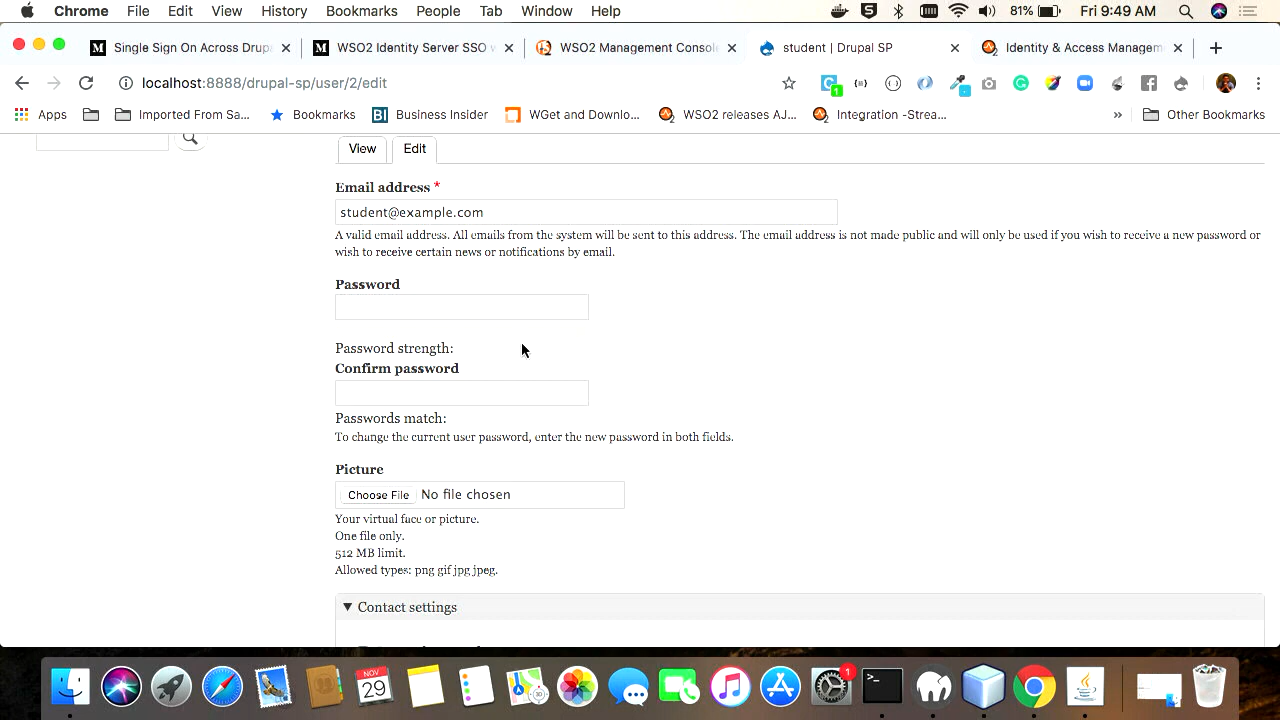 Chrome File Edit View History Bookmarks People Tab Window Help 81% Fri 9:49 AM
Single Sign On Across Drup
WSO2 Identity Server SSO w
WSO2 Management Console
student | Drupal SP
Identity & Access Managem
localhost:8888/drupal-sp/user/2/edit
Apps
Imported From Sa...
Bookmarks
Business Insider
WGet and Downlo...
WSO2 releases AJ...
Integration -Strea...
»
Other Bookmarks
View
Edit
Email address *
student@example.com
A valid email address. All emails from the system will be sent to this address. The email address is not made public and will only be used if you wish to receive a new password or
wish to receive certain news or notifications by email.
Password
Password strength:
Confirm password
Passwords match:
To change the current user password, enter the new password in both fields.
Picture
Choose File No file chosen
Your virtual face or picture.
One file only.
512 MB limit.
Allowed types: png gif jpg jpeg.
Contact settings
NOV
29
1